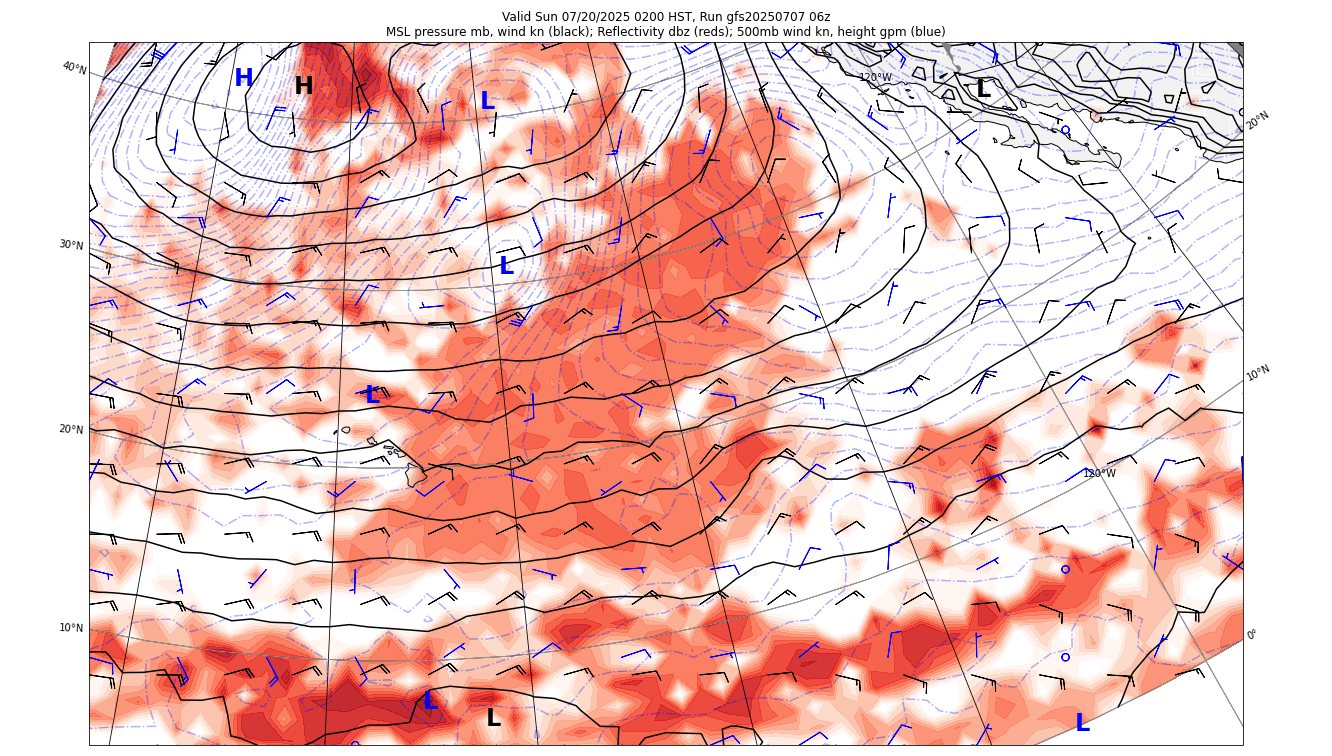 Valid Sun 07/20/2025 0200 HST, Run gfs20250707 06z
MSL pressure mb, wind kn (black); Reflectivity dbz (reds); 500mb wind kn, height gpm (blue)
40°N
H
H
L
120°W
L
20°N
30°N
L
10°N
L
20°N
120°W
10°N
0°
L
L
L